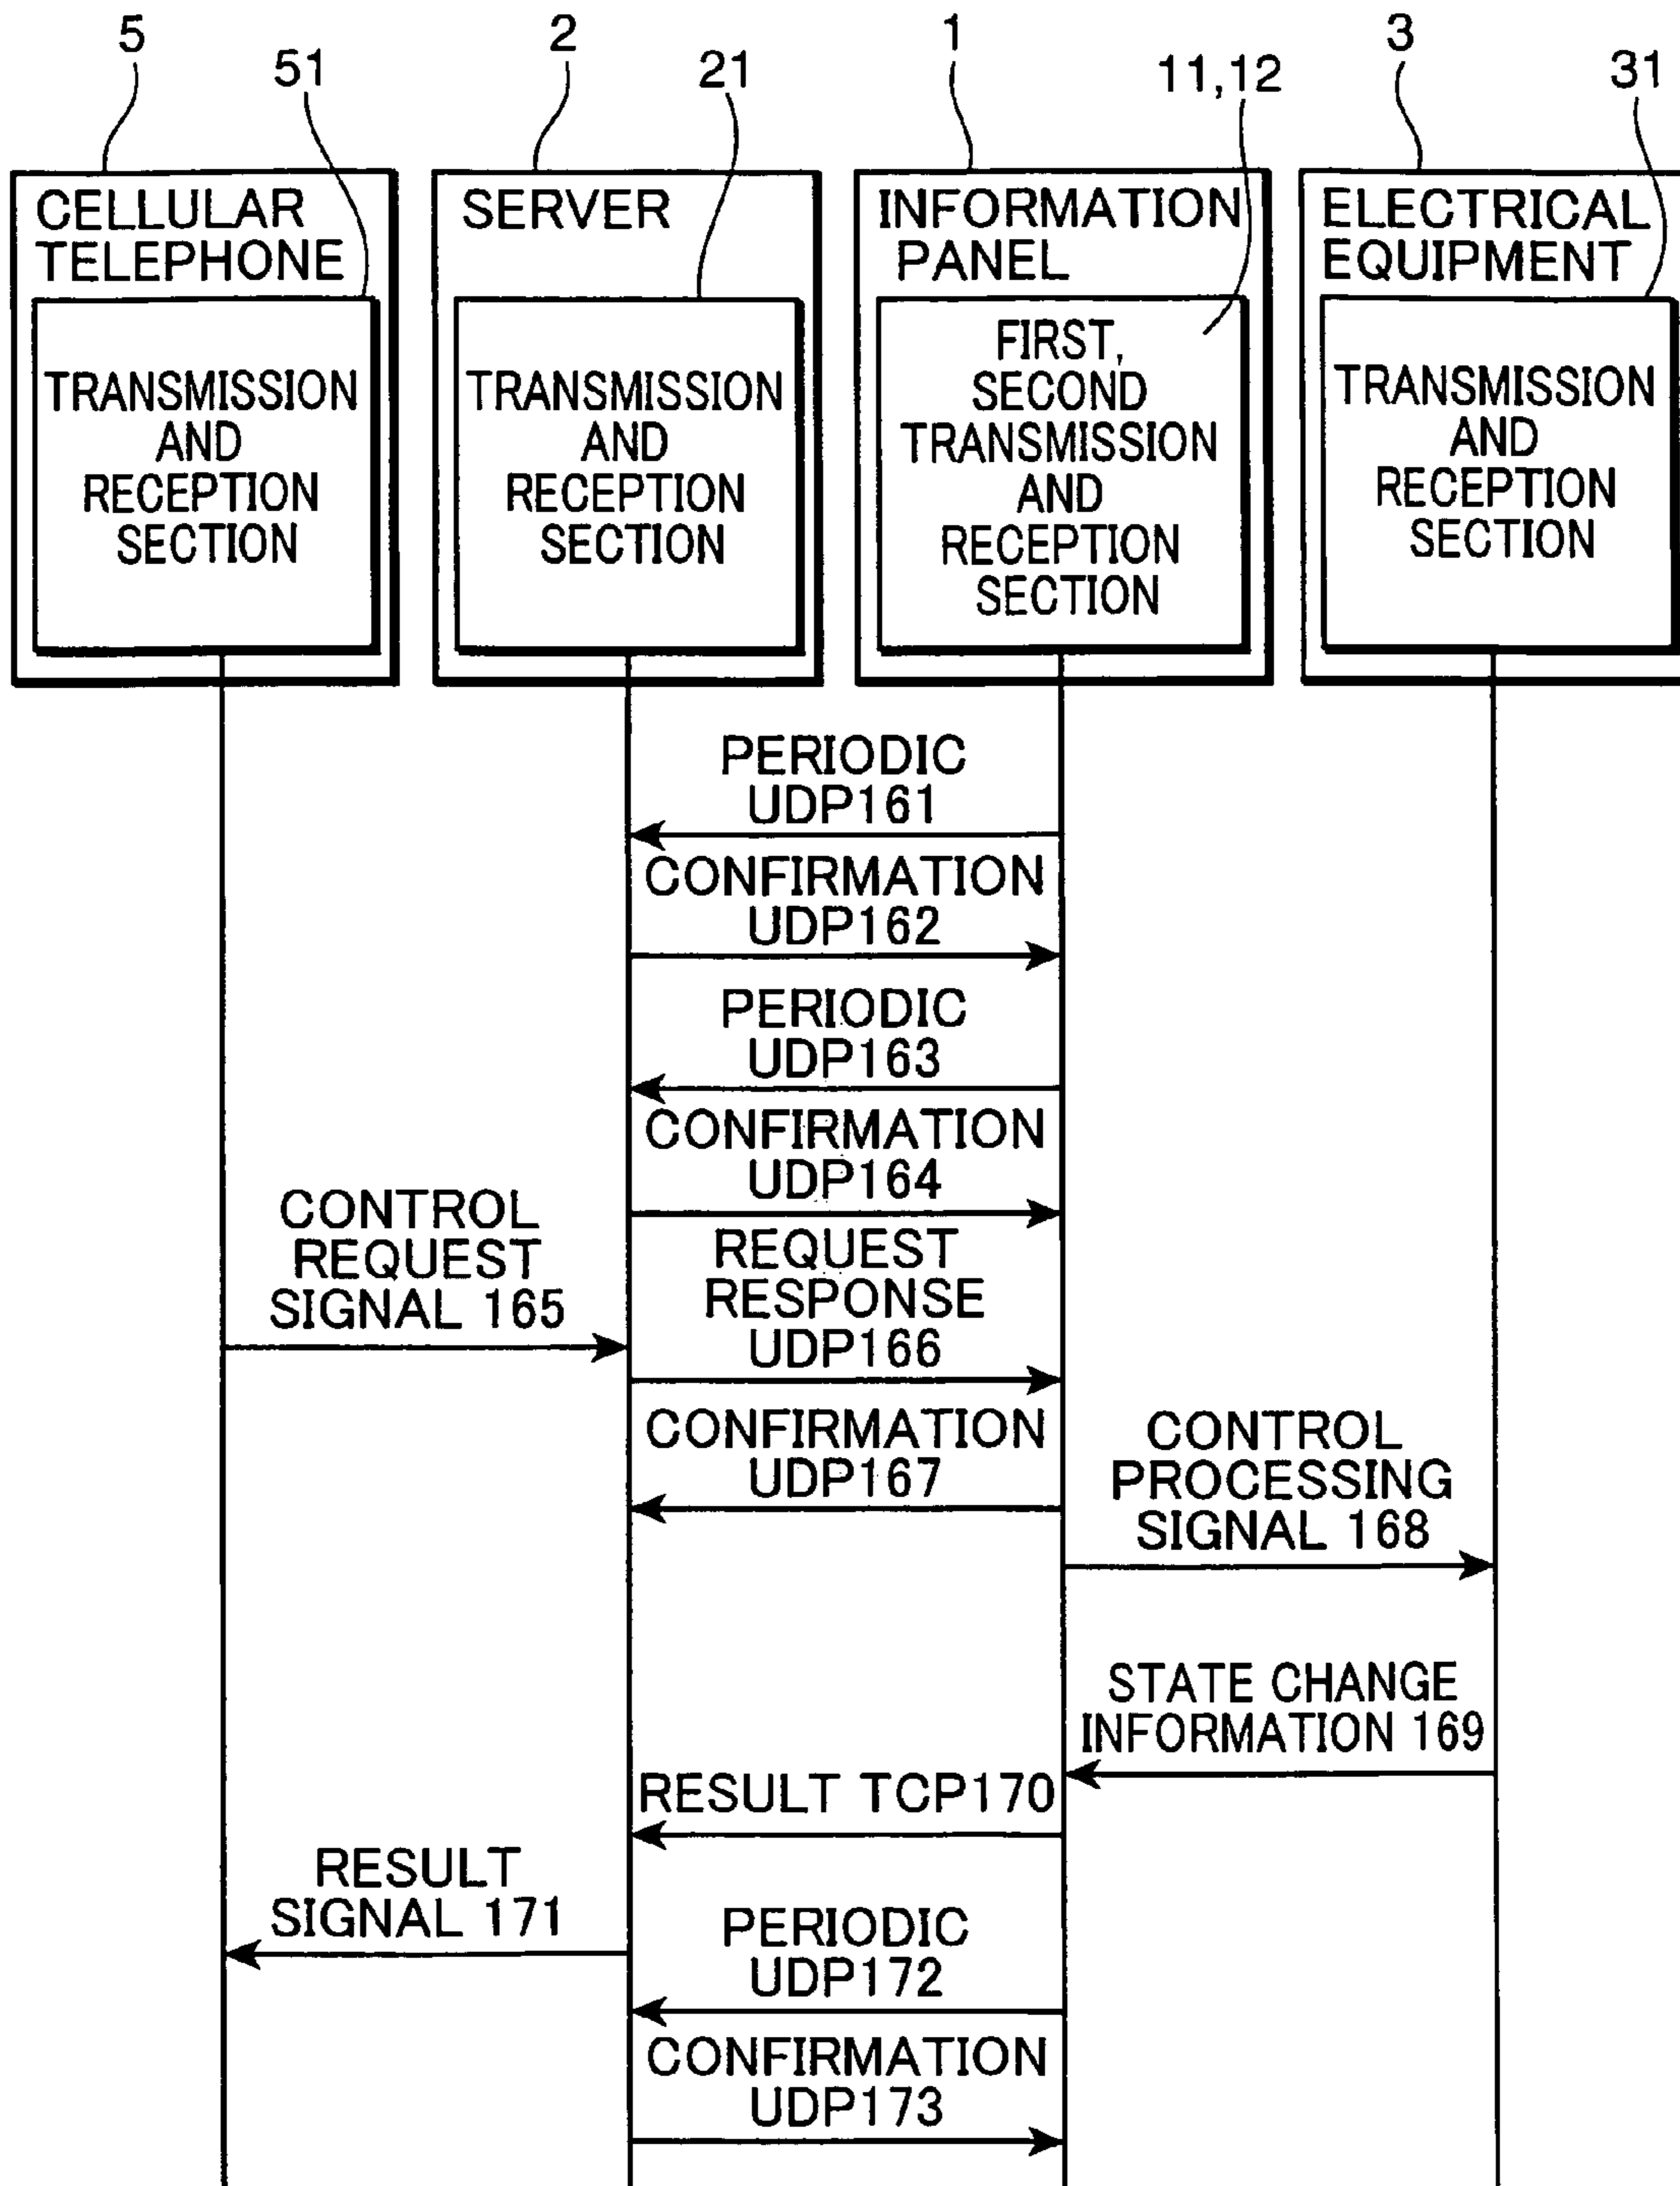 5
2
1
3
51
21
11,12
31
CELLULAR
TELEPHONE
TRANSMISSION
AND
RECEPTION
SECTION
SERVER
TRANSMISSION
AND
RECEPTION
SECTION
INFORMATION
PANEL
FIRST,
SECOND
TRANSMISSION
AND
RECEPTION
SECTION
ELECTRICAL
EQUIPMENT
TRANSMISSION
AND
RECEPTION
SECTION
PERIODIC
UDP161
CONFIRMATION
UDP162
PERIODIC
UDP163
CONFIRMATION
UDP164
CONTROL
REQUEST
SIGNAL 165
REQUEST
RESPONSE
UDP166
CONFIRMATION
UDP167
CONTROL
PROCESSING
SIGNAL 168
STATE CHANGE
INFORMATION 169
RESULT TCP170
RESULT
SIGNAL 171
PERIODIC
UDP172
CONFIRMATION
UDP173